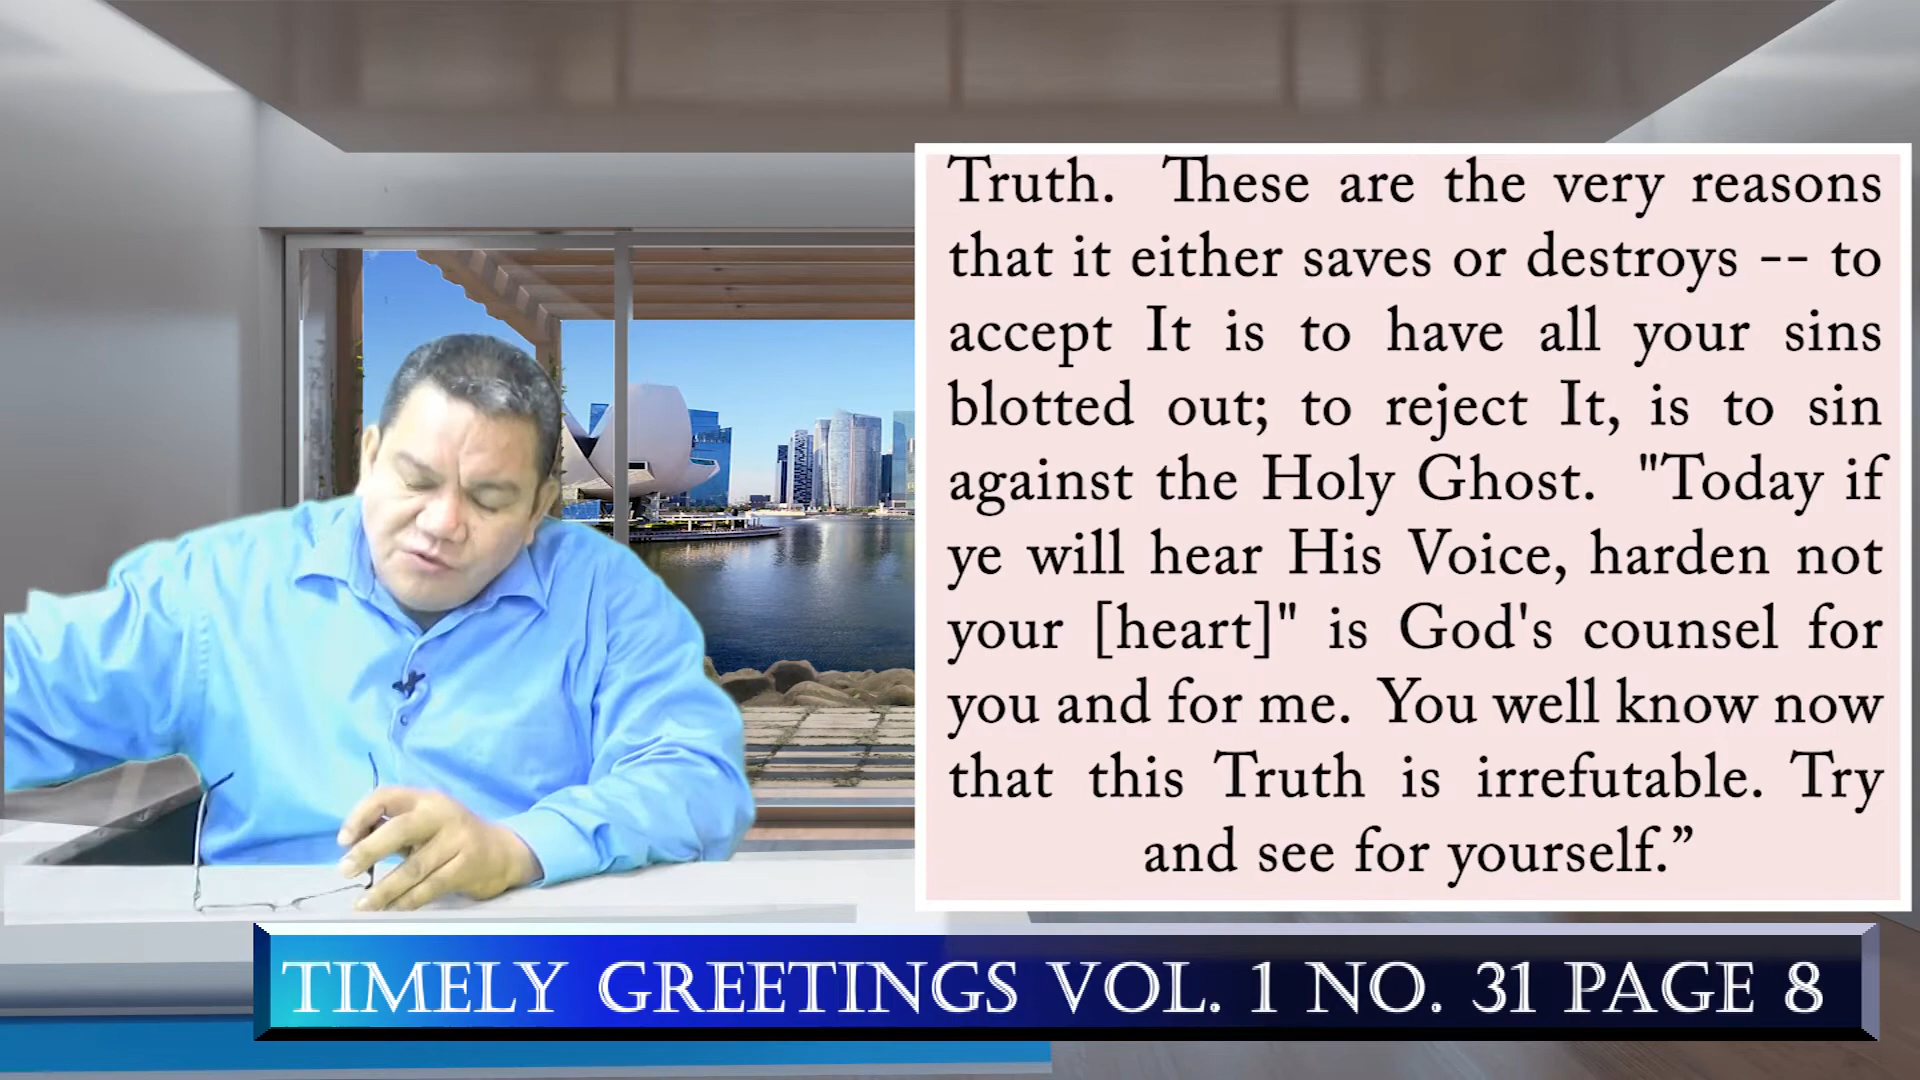 Truth. These are the very reasons
that it either saves or destroys -- to
accept It is to have all your sins
blotted out; to reject It, is to sin
against the Holy Ghost. "Today if
ye will hear His Voice, harden not
your [heart]" is God's counsel for
you and for me. You well know now
that this Truth is irrefutable. Try
and see for yourself.”
TIMELY GREETINGS VOL. 1 NO. 31 PAGE 8